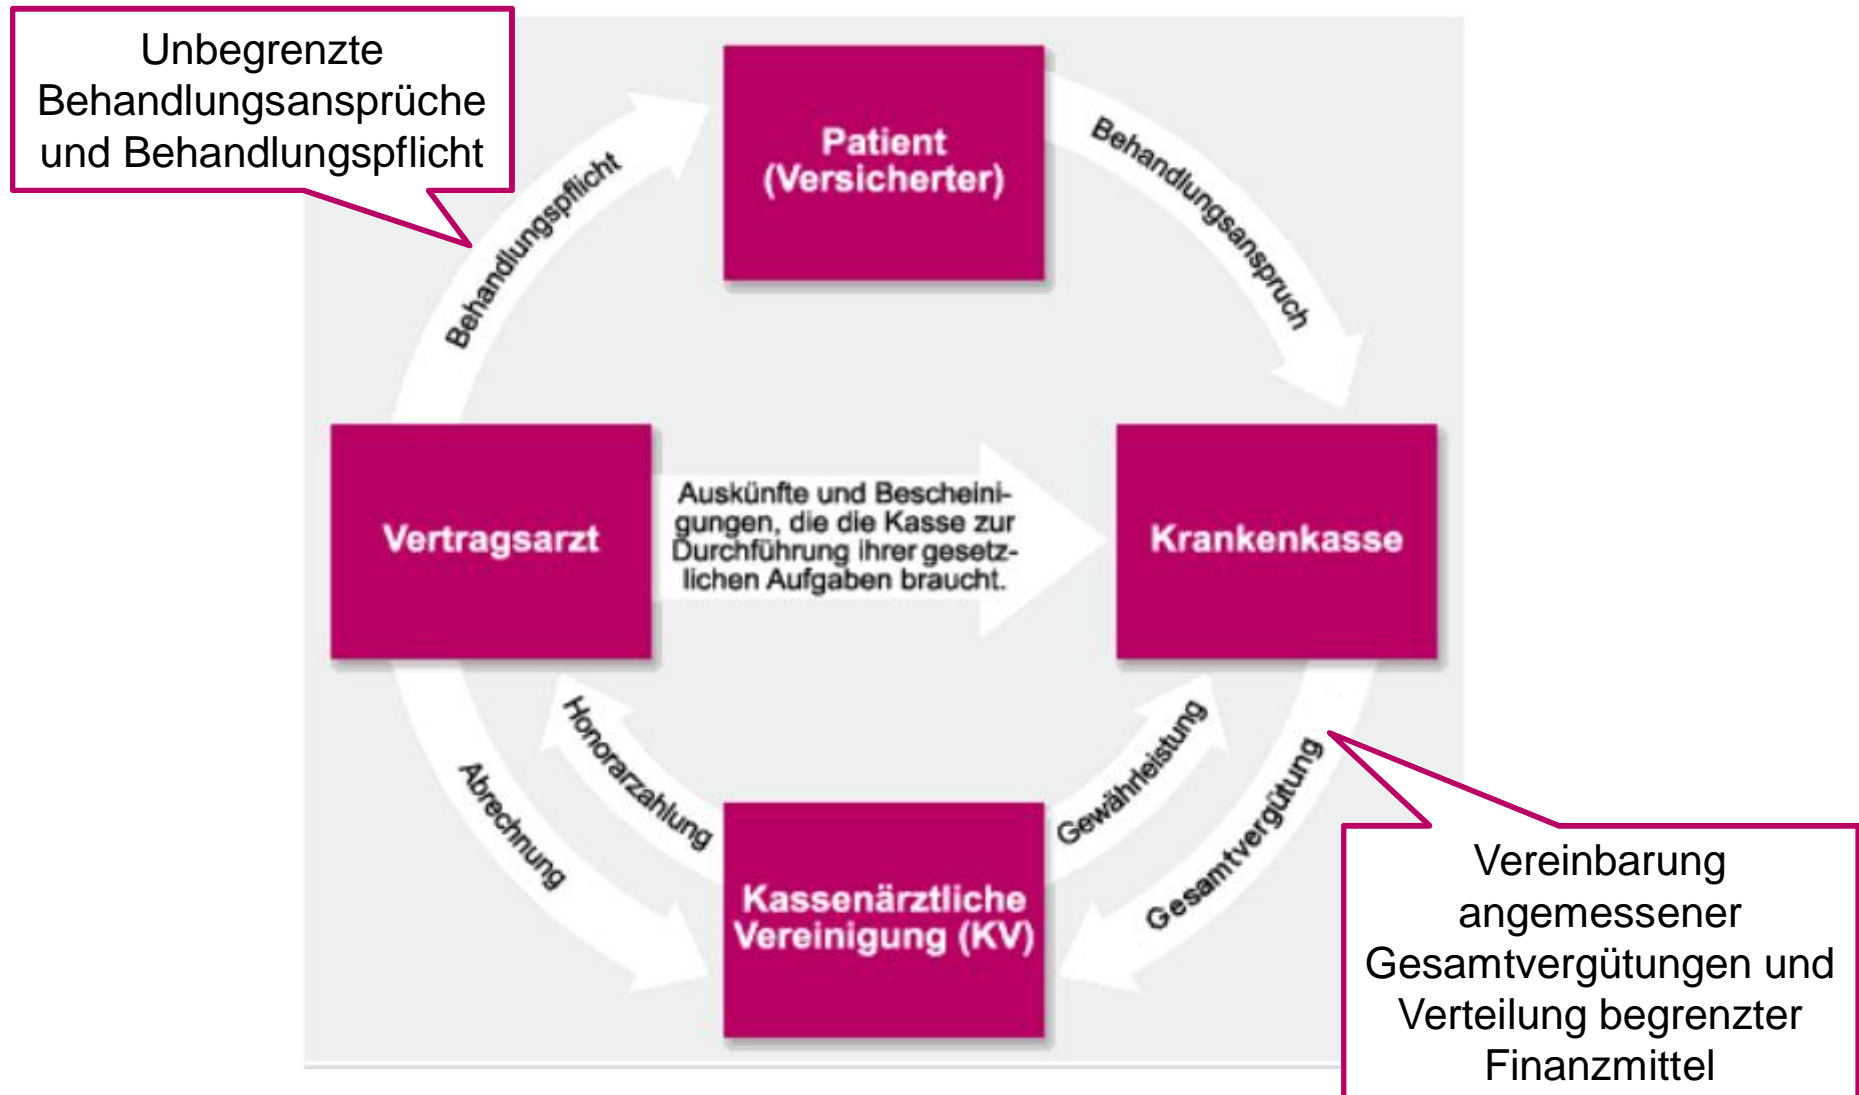 Unbegrenzte
Behandlungsansprüche
und Behandlungspflicht
Patient
(Versicherter)
Behandlungspflicht
Behandlungsanspruch
Vertragsarzt
Auskünfte und Bescheini-
gungen, die die Kasse zur
Durchführung ihrer gesetz-
lichen Aufgaben braucht.
Krankenkasse
Honorarzahlung
Abrechnung
Gewährleistung
Gesamtvergütung
Kassenärztliche
Vereinigung (KV)
Vereinbarung
angemessener
Gesamtvergütungen und
Verteilung begrenzter
Finanzmittel